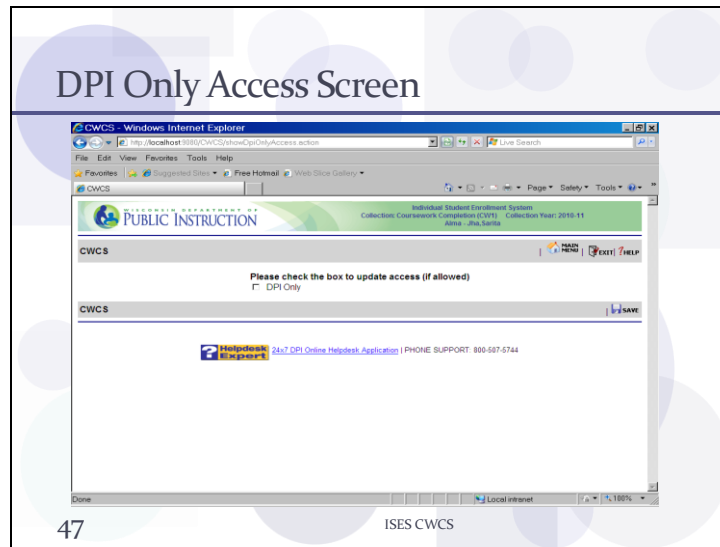 DPI Only Access Screen
CWCS - Windows Internet Explorer
http://localhost:9080/CWCS/showDpiOnlyAccess.action
Live Search
File Edit View Favorites Tools Help
Favorites Suggested Sites Free Hotmail Web Slice Gallery
CWCS Page Safety Tools
WISCONSIN DEPARTMENT OF
PUBLIC INSTRUCTION
Individual Student Enrollment System
Collection: Coursework Completion (CW1) Collection Year: 2010-11
Alma - Jha,Sarita
CWCS | MAIN MENU | EXIT | ? HELP
Please check the box to update access (if allowed)
DPI Only
CWCS | SAVE
? Helpdesk Expert 24x7 DPI Online Helpdesk Application | PHONE SUPPORT: 800-587-5744
Done Local intranet 100%
47 ISES CWCS